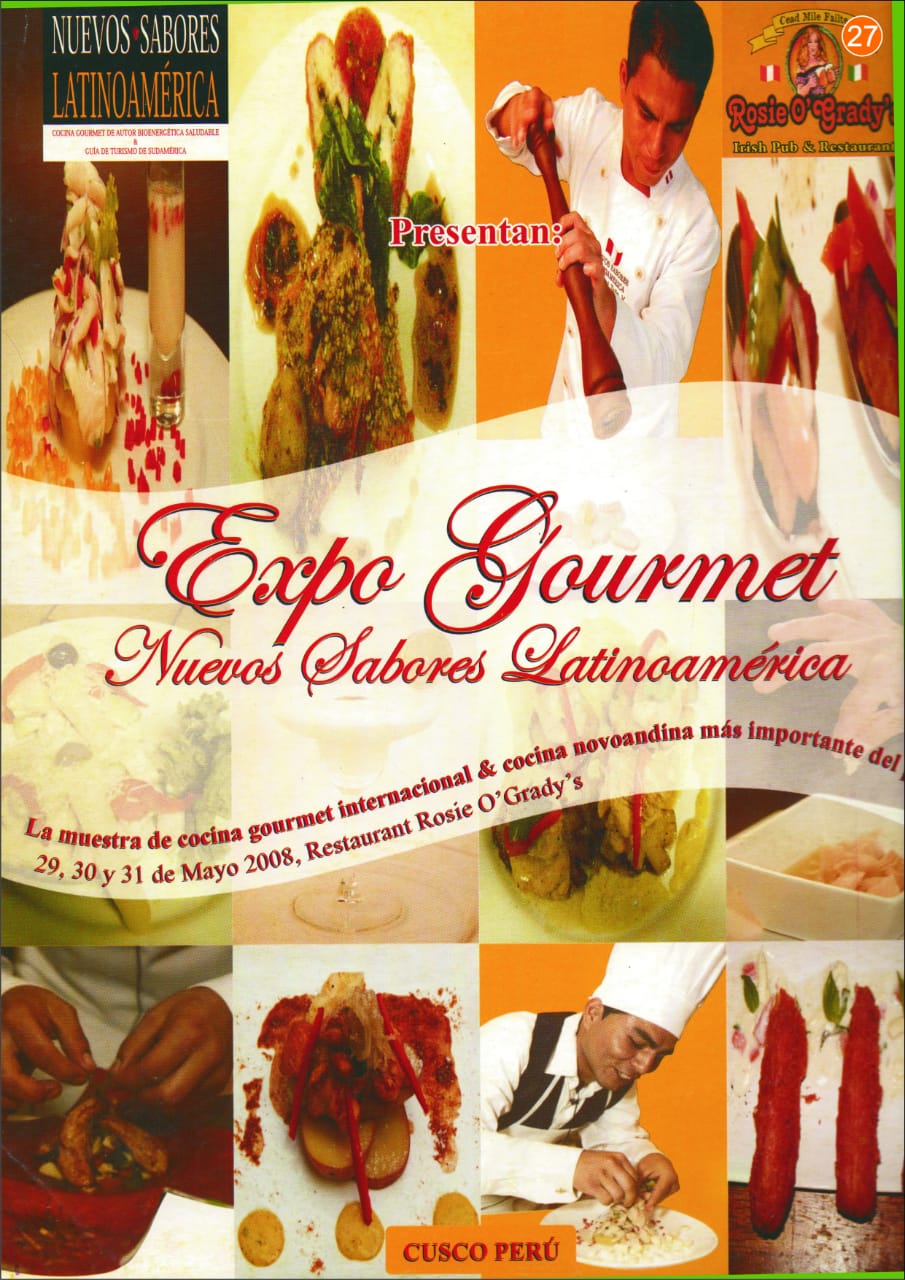 NUEVOS SABORES
LATINOAMÉRICA
COCINA GOURMET DE AUTOR BIOENERGÉTICA SALUDABLE
&
GUÍA DE TURISMO DE SUDAMÉRICA
Cead Mile Failte
27
Rosie O'Grady's
Irish Pub & Restaurant
Presentan:
Expo Gourmet
Nuevos Sabores Latinoamérica
La muestra de cocina gourmet internacional & cocina novoandina más importante del
29, 30 y 31 de Mayo 2008, Restaurant Rosie O'Grady's
CUSCO PERÚ